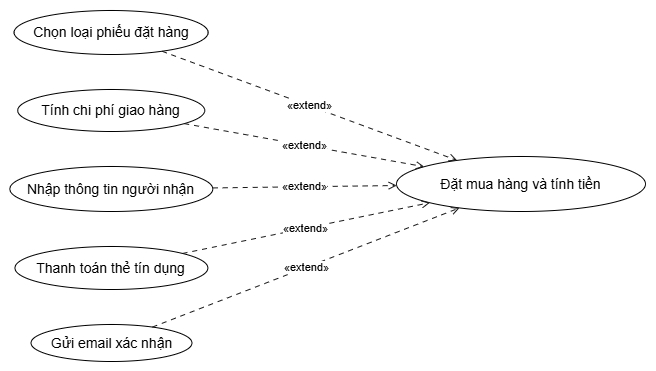 Chọn loại phiếu đặt hàng
«extend»
Tính chi phí giao hàng
«extend»
Nhập thông tin người nhận
«extend»
Đặt mua hàng và tính tiền
«extend»
Thanh toán thẻ tín dụng
«extend»
Gửi email xác nhận